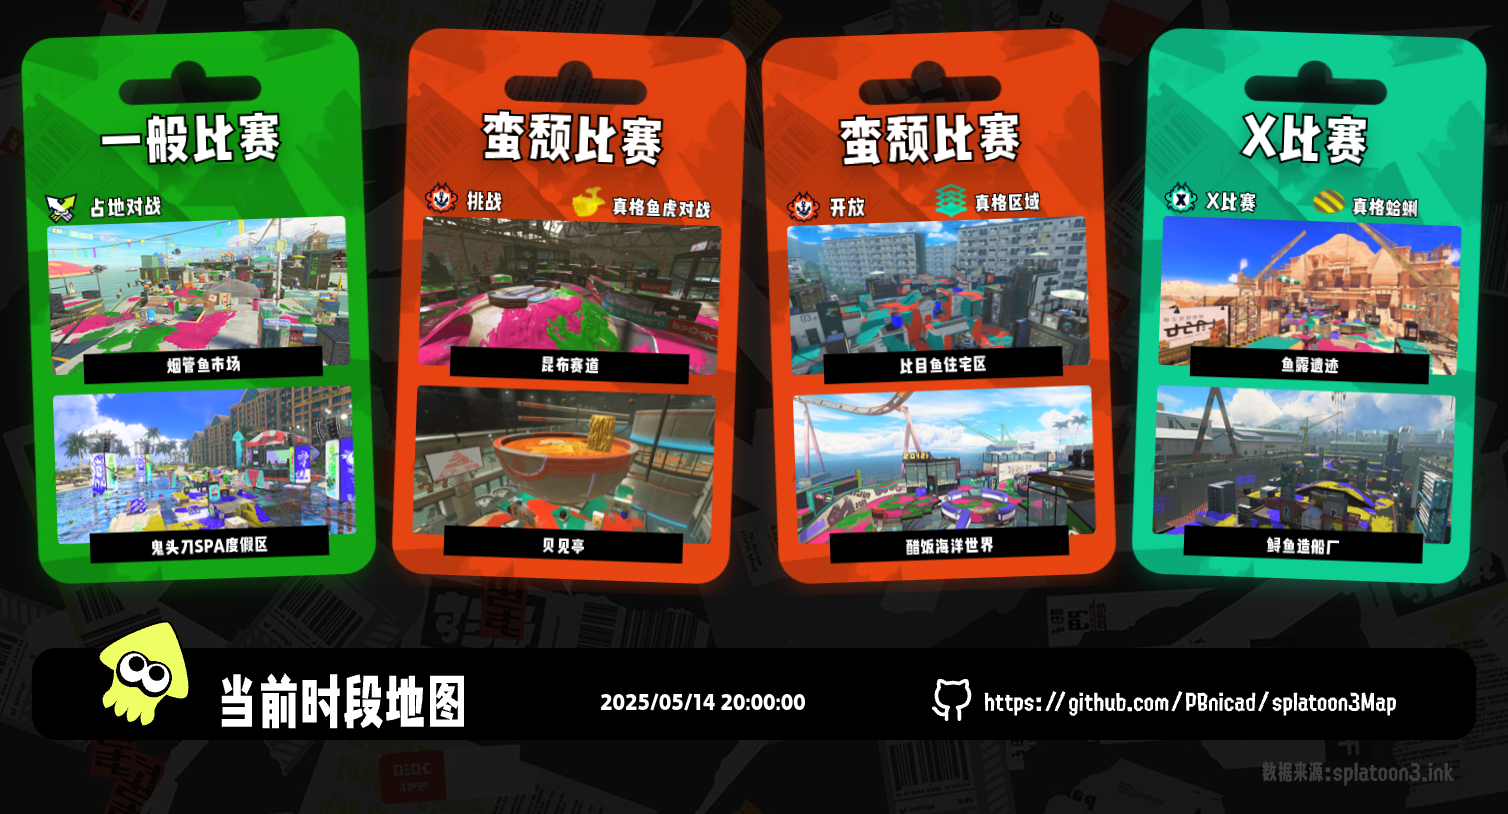 一般比赛
占地对战
烟管鱼市场
鬼头刀SPA度假区
蛮颓比赛
挑战
真格鱼虎对战
昆布赛道
贝见亭
蛮颓比赛
开放
真格区域
比目鱼住宅区
醋饭海洋世界
X比赛
X比赛
真格蛤蜊
鱼露遗迹
鲟鱼造船厂
当前时段地图
2025/05/14 20:00:00
https://github.com/PBnicad/splatoon3Map
数据来源:splatoon3.ink